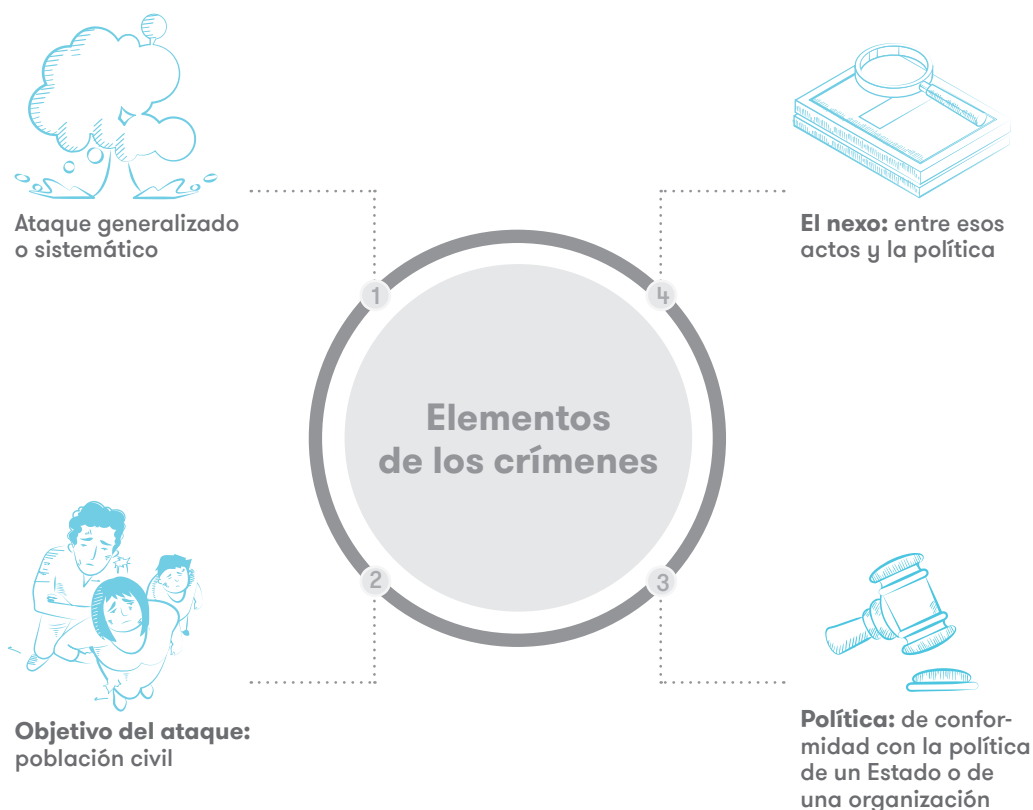 Ataque generalizado
o sistemático
1
Elementos
de los crímenes
2
Objetivo del ataque:
población civil
3
Política: de confor-
midad con la política
de un Estado o de
una organización
4
El nexo: entre esos
actos y la política